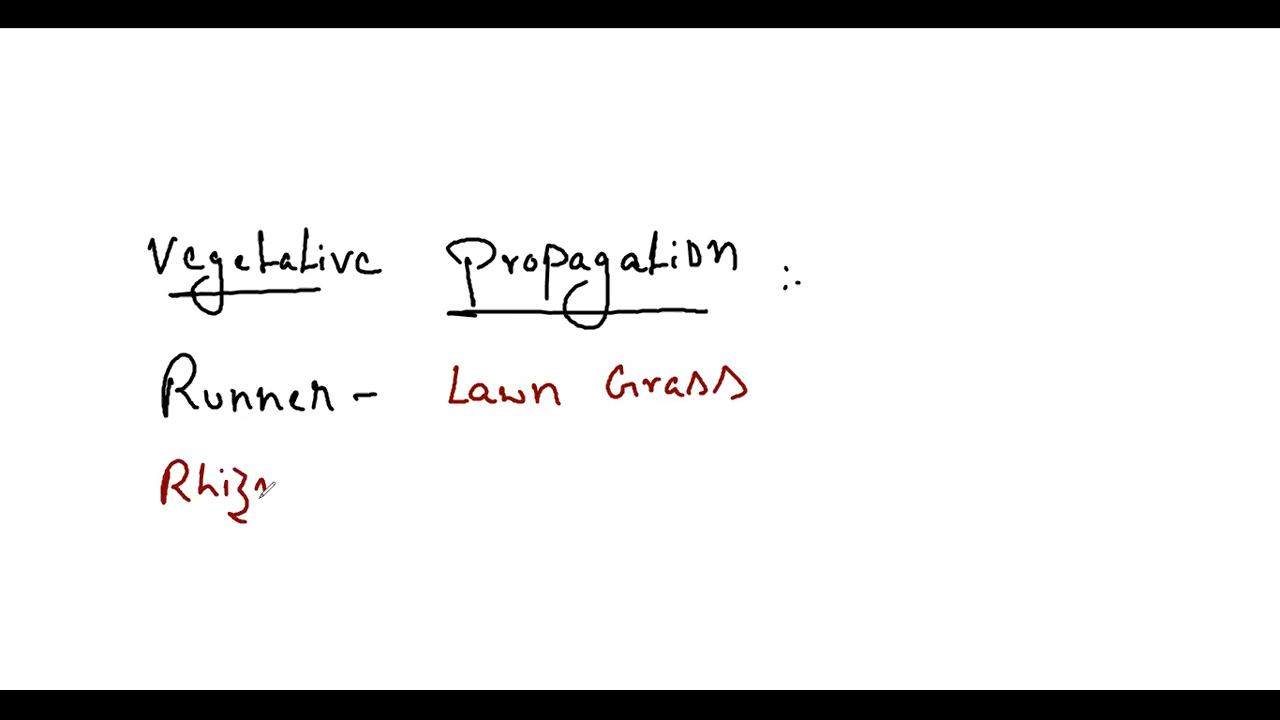 Vegetative Propagation :-
Runner - Lawn Grass
Rhiz